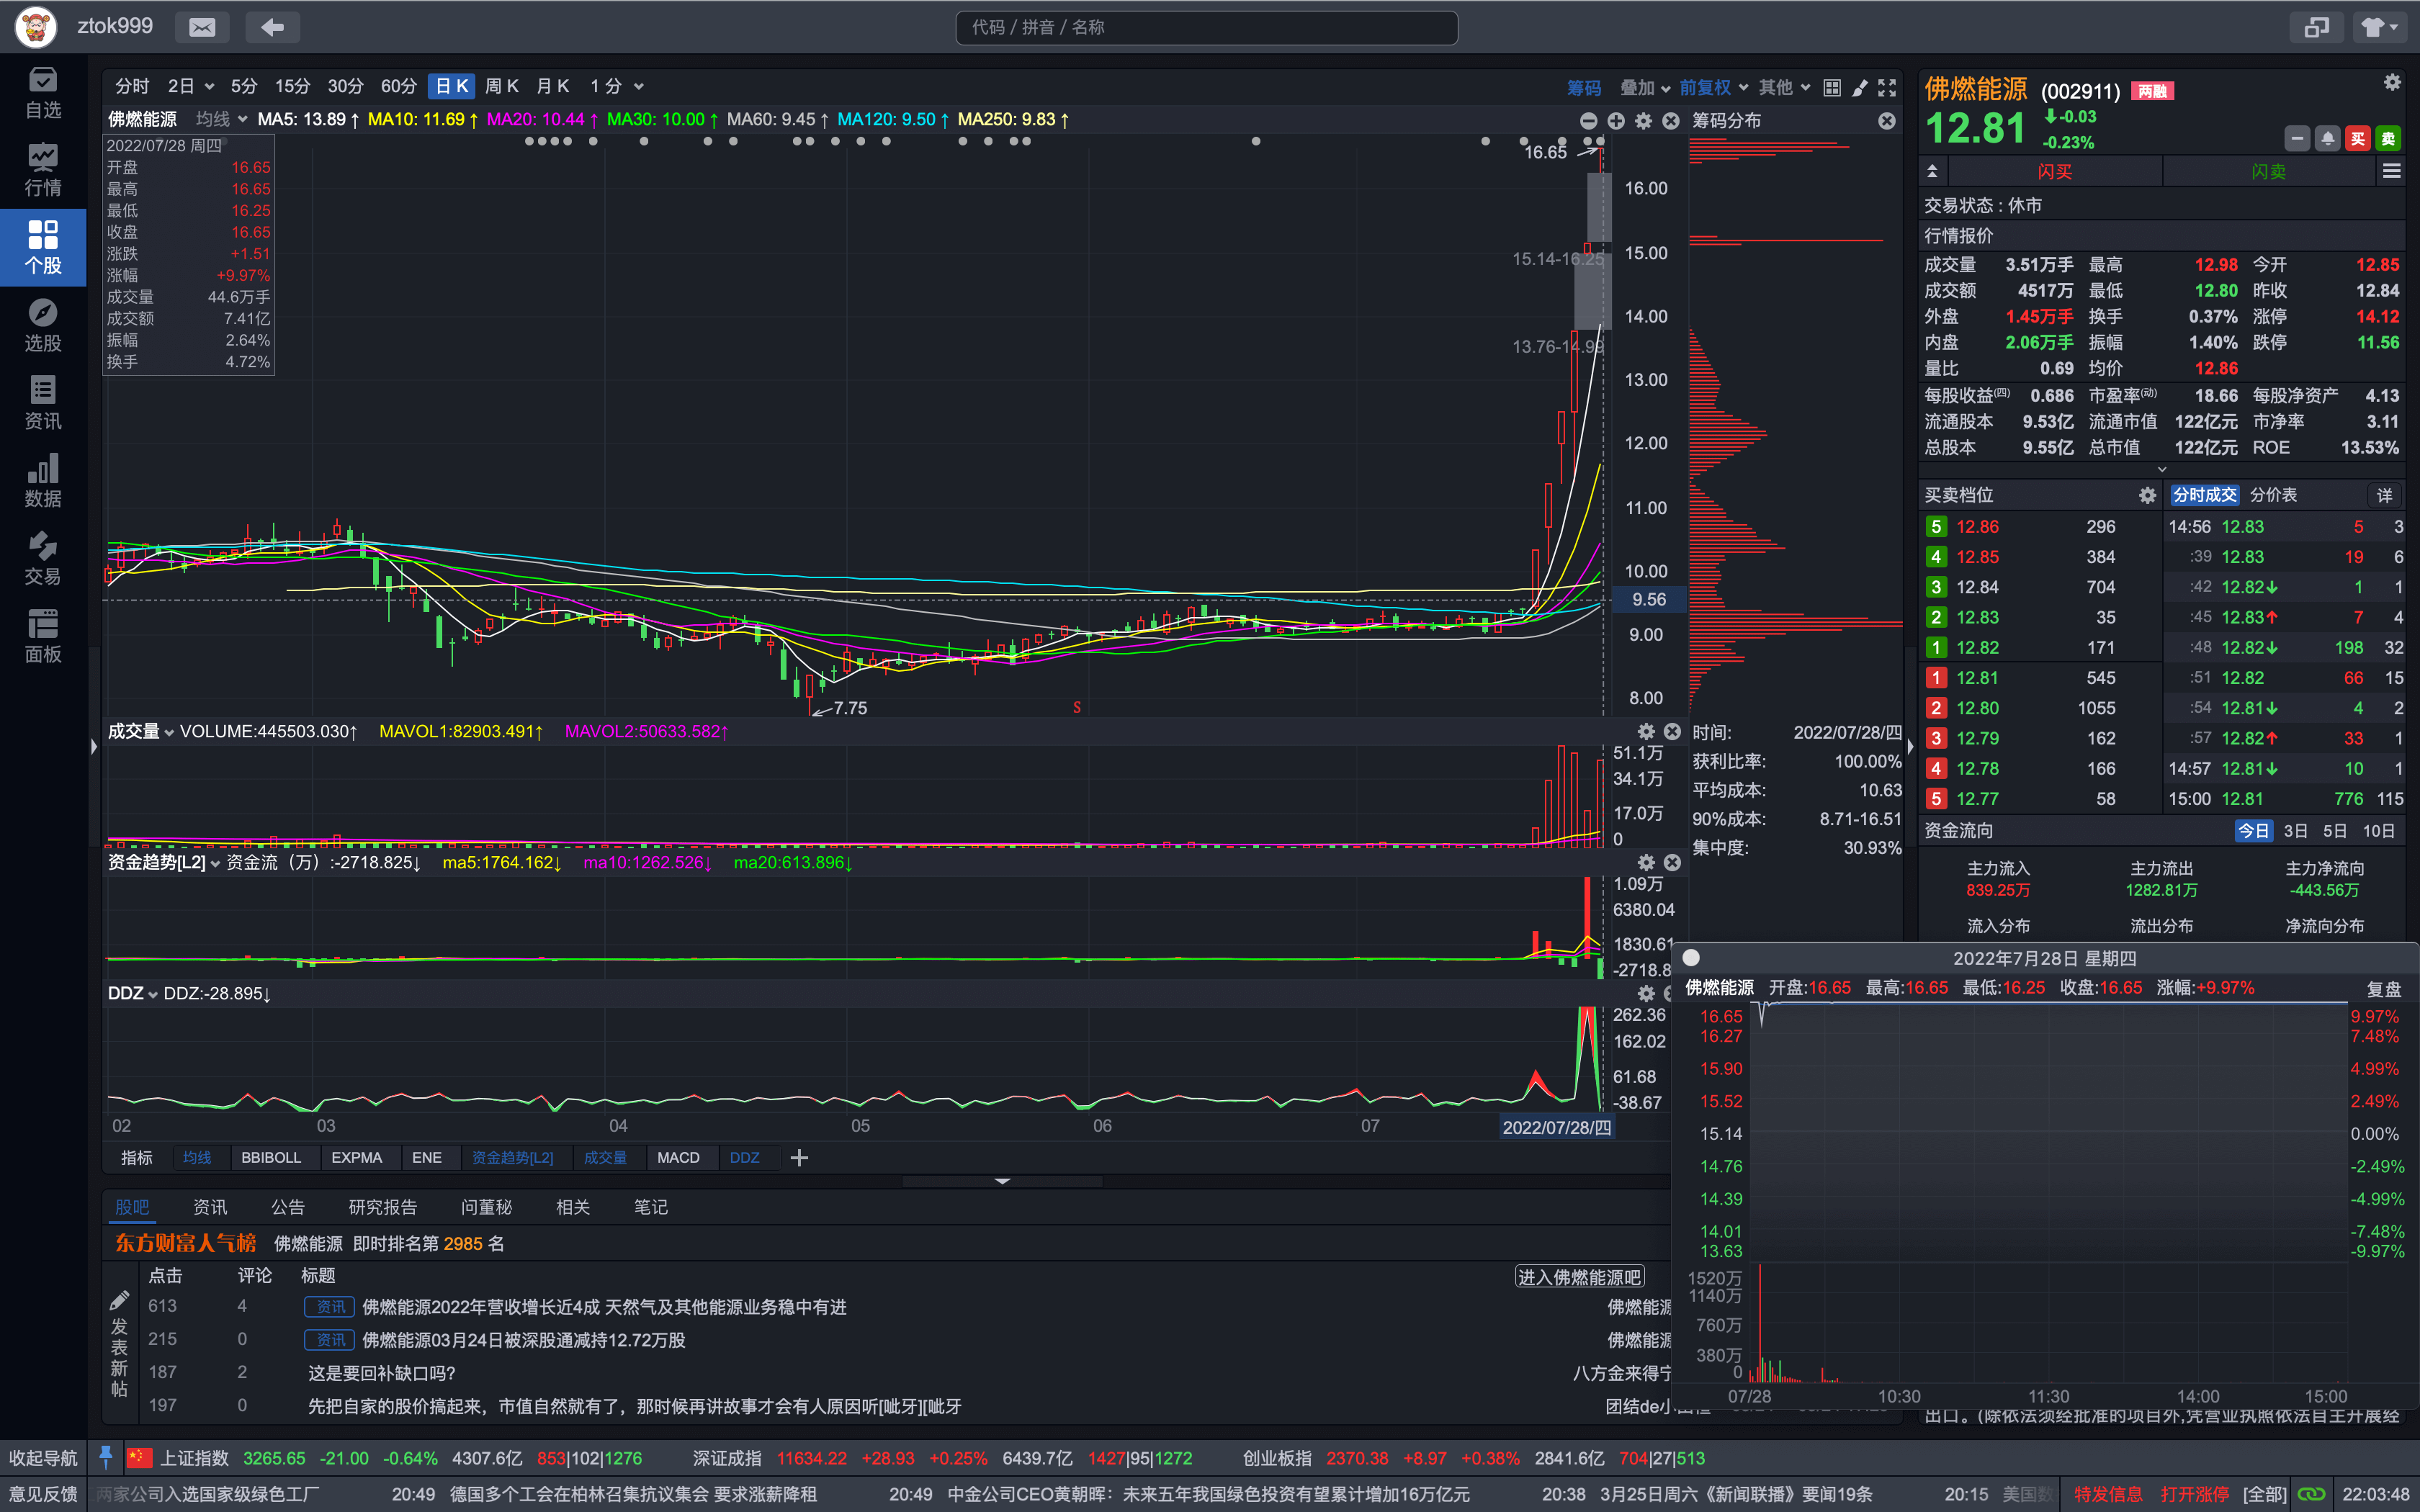 ztok999
代码 / 拼音 / 名称
自选
行情
个股
选股
资讯
数据
交易
面板
分时 2日 5分 15分 30分 60分 日K 周K 月K 1分 筹码 叠加 前复权 其他
佛燃能源 均线 MA5: 13.89↑ MA10: 11.69↑ MA20: 10.44↑ MA30: 10.00↑ MA60: 9.45↑ MA120: 9.50↑ MA250: 9.83↑
筹码分布
2022/07/28 周四
开盘 16.65
最高 16.65
最低 16.25
收盘 16.65
涨跌 +1.51
涨幅 +9.97%
成交量 44.6万手
成交额 7.41亿
振幅 2.64%
换手 4.72%
16.65
15.14-16.25
13.76-14.99
7.75
S
16.00
15.00
14.00
13.00
12.00
11.00
10.00
9.56
9.00
8.00
成交量 VOLUME:445503.030↑ MAVOL1:82903.491↑ MAVOL2:50633.582↑
51.1万
34.1万
17.0万
0
资金趋势[L2] 资金流（万）:-2718.825↓ ma5:1764.162↓ ma10:1262.526↓ ma20:613.896↓
1.09万
6380.04
1830.61
-2718.8
DDZ DDZ:-28.895↓
262.36
162.02
61.68
-38.67
02 03 04 05 06 07 2022/07/28/四
指标 均线 BBIBOLL EXPMA ENE 资金趋势[L2] 成交量 MACD DDZ
时间: 2022/07/28/四
获利比率: 100.00%
平均成本: 10.63
90%成本: 8.71-16.51
集中度: 30.93%
佛燃能源 (002911) 两融
12.81 -0.03
-0.23%
买 卖
闪买 闪卖
交易状态 : 休市
行情报价
成交量 3.51万手 最高 12.98 今开 12.85
成交额 4517万 最低 12.80 昨收 12.84
外盘 1.45万手 换手 0.37% 涨停 14.12
内盘 2.06万手 振幅 1.40% 跌停 11.56
量比 0.69 均价 12.86
每股收益(四) 0.686 市盈率(动) 18.66 每股净资产 4.13
流通股本 9.53亿 流通市值 122亿元 市净率 3.11
总股本 9.55亿 总市值 122亿元 ROE 13.53%
买卖档位 分时成交 分价表 详
5 12.86 296 14:56 12.83 5 3
4 12.85 384 :39 12.83 19 6
3 12.84 704 :42 12.82↓ 1 1
2 12.83 35 :45 12.83↑ 7 4
1 12.82 171 :48 12.82↓ 198 32
1 12.81 545 :51 12.82 66 15
2 12.80 1055 :54 12.81↓ 4 2
3 12.79 162 :57 12.82↑ 33 1
4 12.78 166 14:57 12.81↓ 10 1
5 12.77 58 15:00 12.81 776 115
资金流向 今日 3日 5日 10日
主力流入 主力流出 主力净流向
839.25万 1282.81万 -443.56万
流入分布 流出分布 净流向分布
2022年7月28日 星期四
佛燃能源 开盘:16.65 最高:16.65 最低:16.25 收盘:16.65 涨幅:+9.97% 复盘
16.65 9.97%
16.27 7.48%
15.90 4.99%
15.52 2.49%
15.14 0.00%
14.76 -2.49%
14.39 -4.99%
14.01 -7.48%
13.63 -9.97%
1520万
1140万
760万
380万
0
07/28 10:30 11:30 14:00 15:00
出口。(除依法须经批准的项目外,凭营业执照依法自主开展经
股吧 资讯 公告 研究报告 问董秘 相关 笔记
东方财富人气榜 佛燃能源 即时排名第 2985 名
点击 评论 标题 进入佛燃能源吧
613 4 资讯 佛燃能源2022年营收增长近4成 天然气及其他能源业务稳中有进 佛燃能源
215 0 资讯 佛燃能源03月24日被深股通减持12.72万股 佛燃能源
187 2 这是要回补缺口吗? 八方金来得宁
197 0 先把自家的股价搞起来，市值自然就有了，那时候再讲故事才会有人原因听[呲牙][呲牙 团结de小
发表新帖
收起导航 上证指数 3265.65 -21.00 -0.64% 4307.6亿 853|102|1276 深证成指 11634.22 +28.93 +0.25% 6439.7亿 1427|95|1272 创业板指 2370.38 +8.97 +0.38% 2841.6亿 704|27|513
意见反馈 两家公司入选国家级绿色工厂 20:49 德国多个工会在柏林召集抗议集会 要求涨薪降租 20:49 中金公司CEO黄朝晖：未来五年我国绿色投资有望累计增加16万亿元 20:38 3月25日周六《新闻联播》要闻19条 20:15 美国 特发信息 打开涨停 [全部] 22:03:48